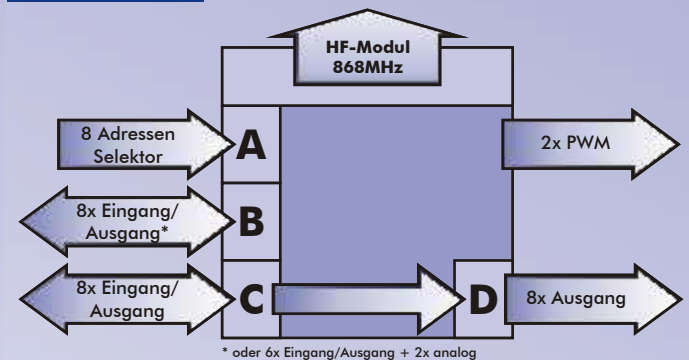 HF-Modul
868MHz
8 Adressen
Selektor
A
2x PWM
8x Eingang/
Ausgang*
B
8x Eingang/
Ausgang
C
D
8x Ausgang
* oder 6x Eingang/Ausgang + 2x analog